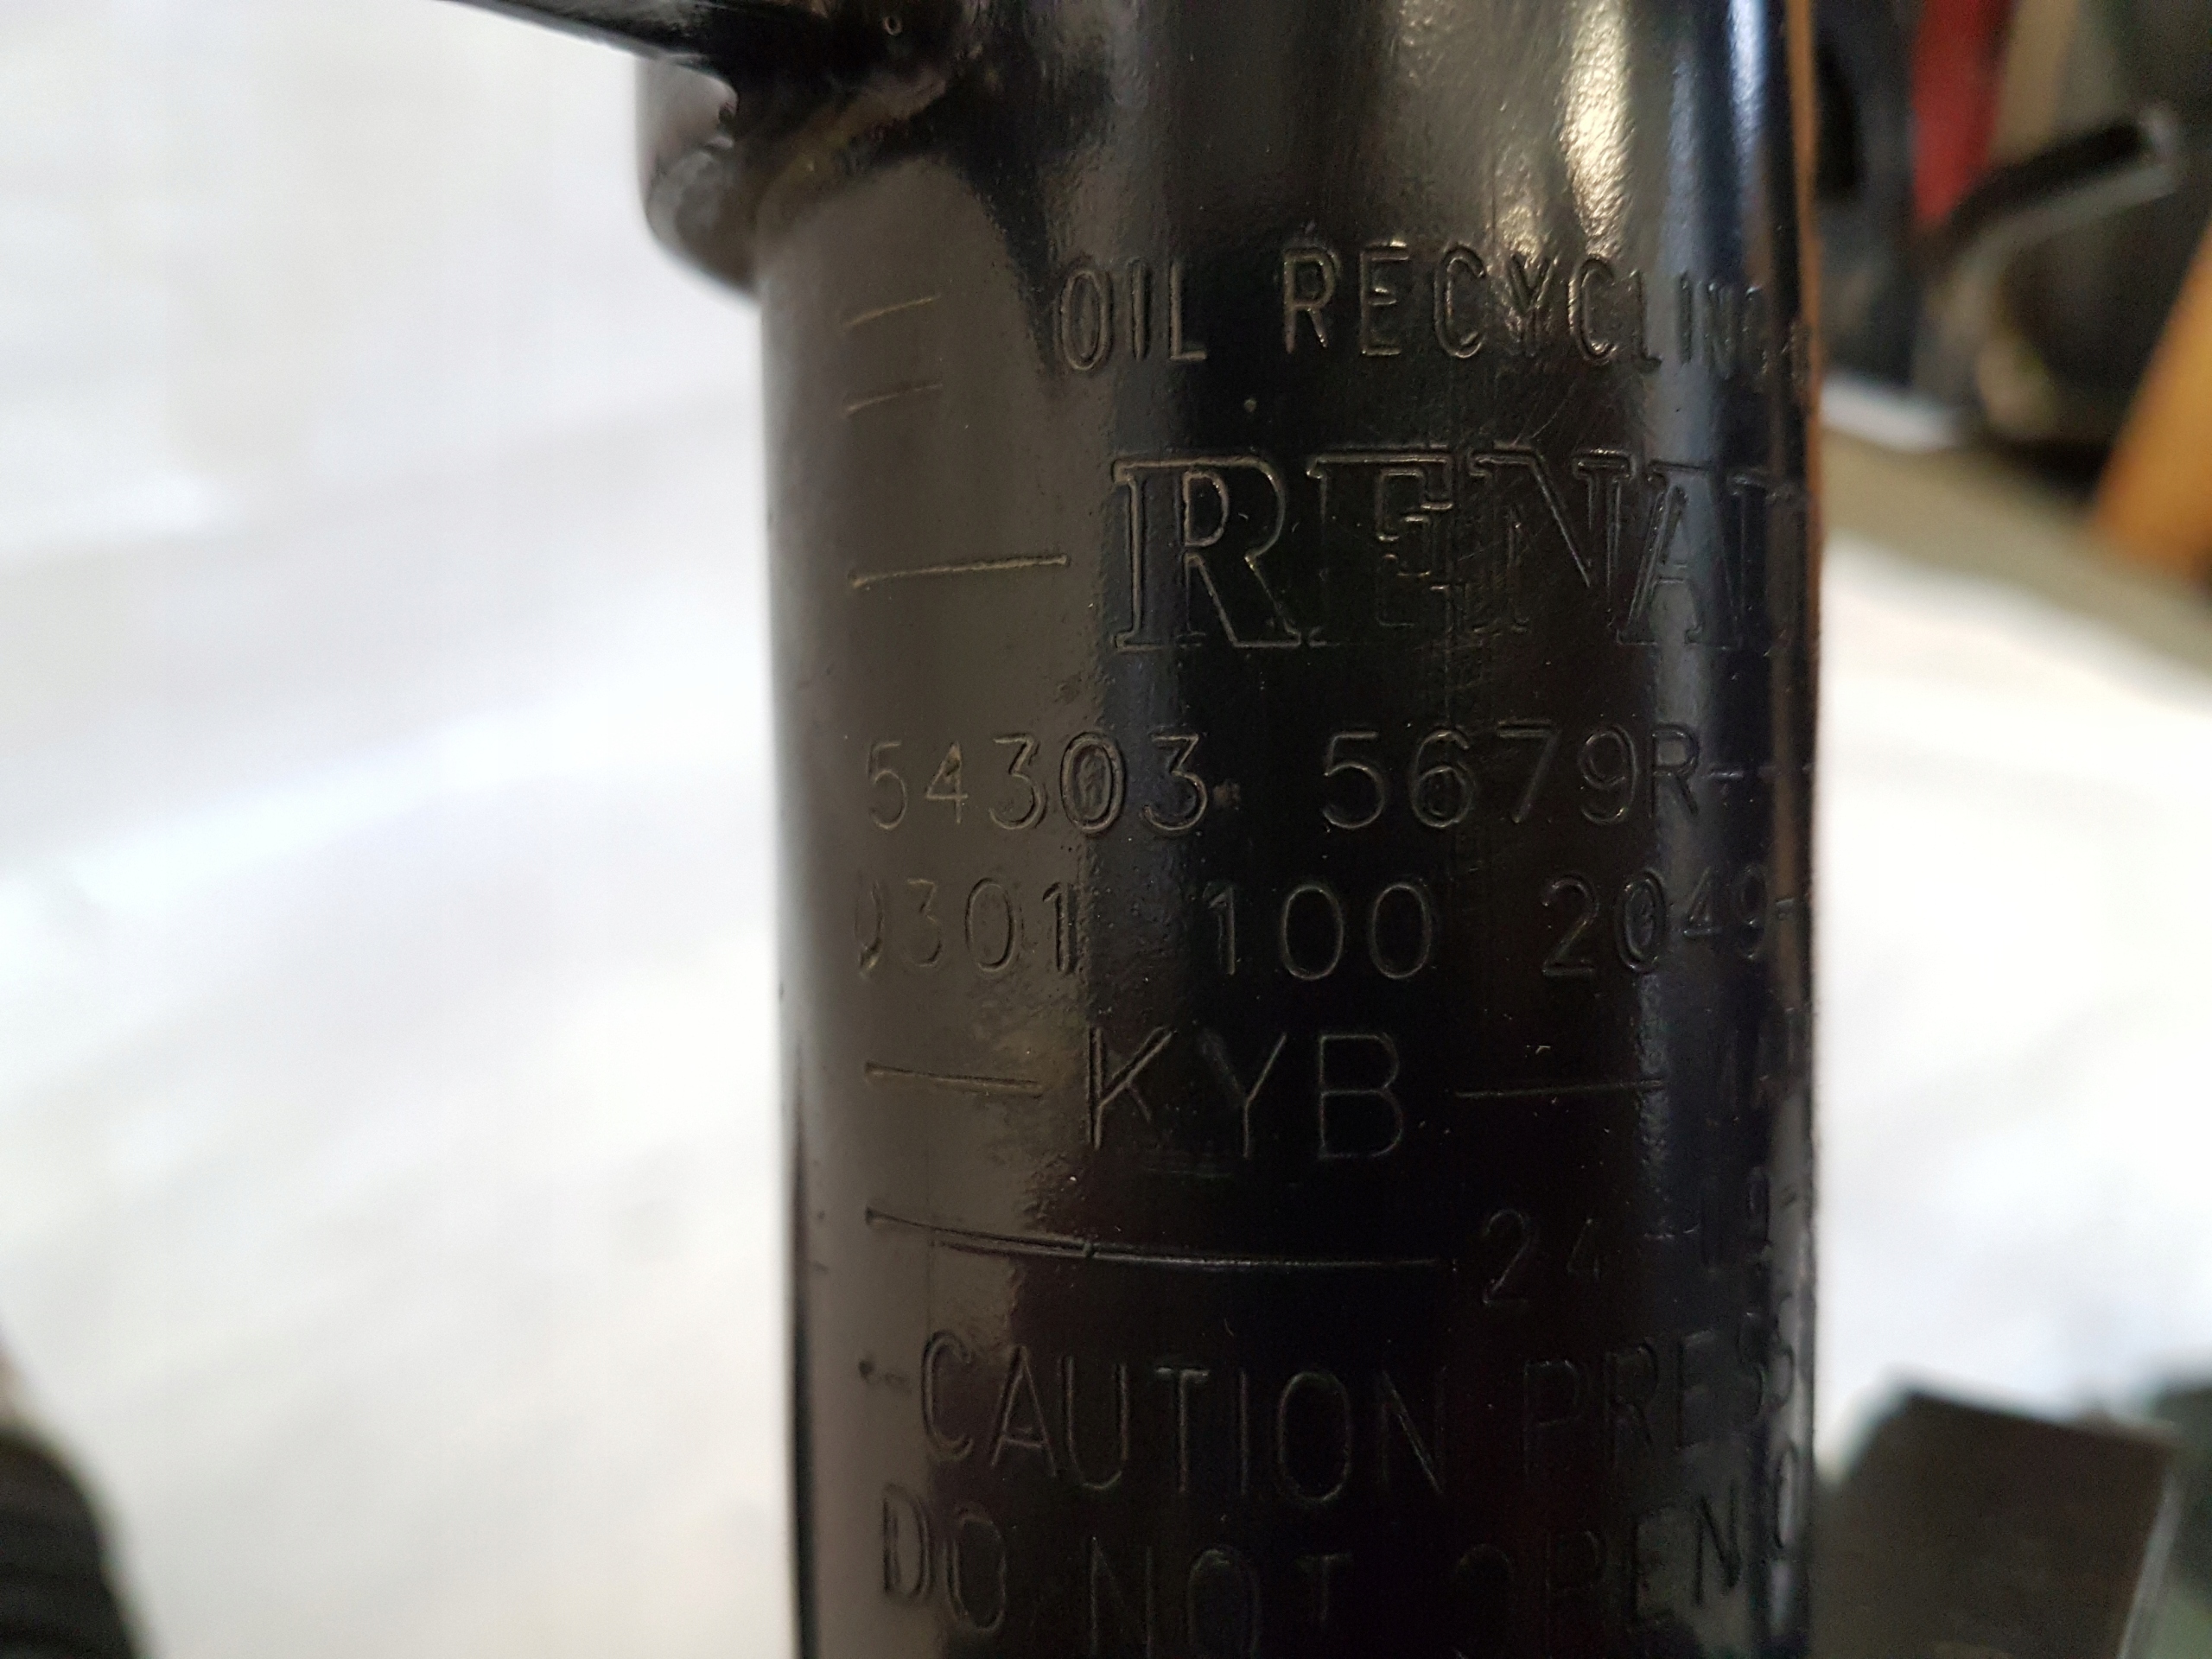 OIL RECYCLING
RENAU
54303 5679R--
0301 100 2049-
KYB
24
CAUTION PRES
DO NOT OPEN